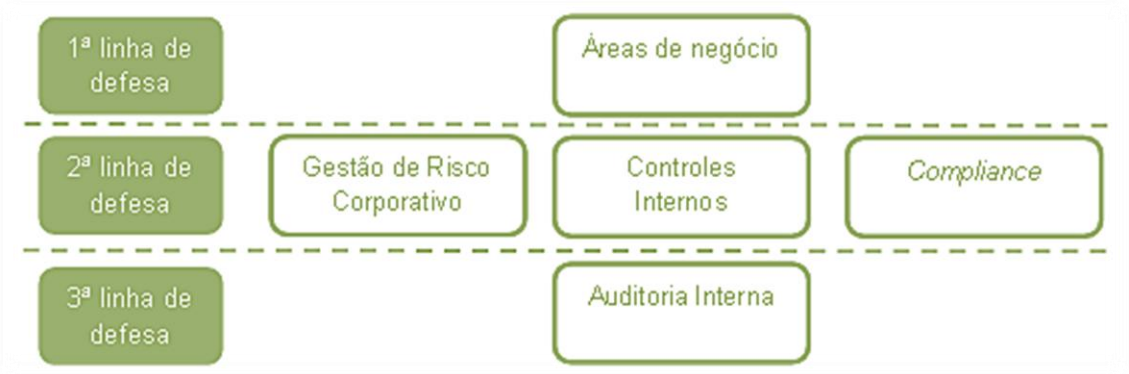 1ª linha de
defesa
Áreas de negócio
2ª linha de
defesa
Gestão de Risco
Corporativo
Controles
Internos
Compliance
3ª linha de
defesa
Auditoria Interna